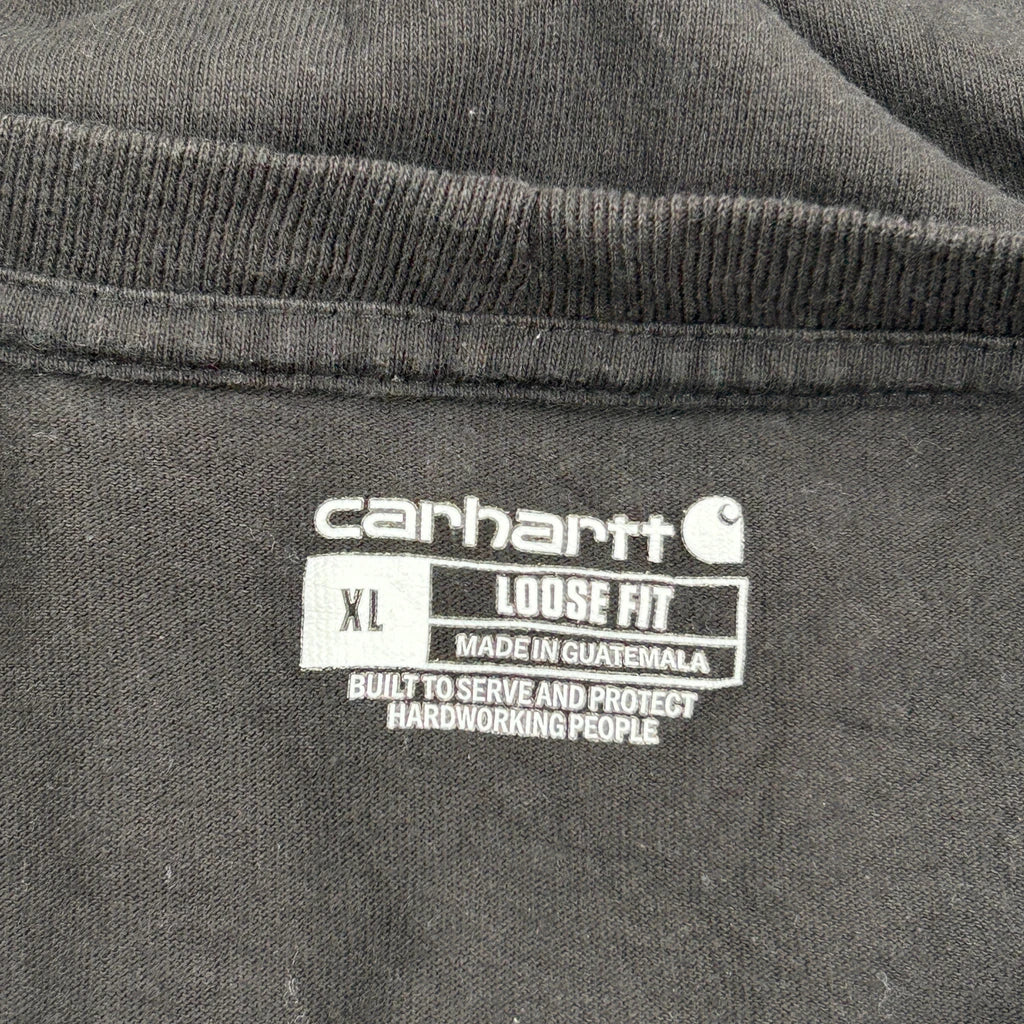 carhartt
XL
LOOSE FIT
MADE IN GUATEMALA
BUILT TO SERVE AND PROTECT
HARDWORKING PEOPLE